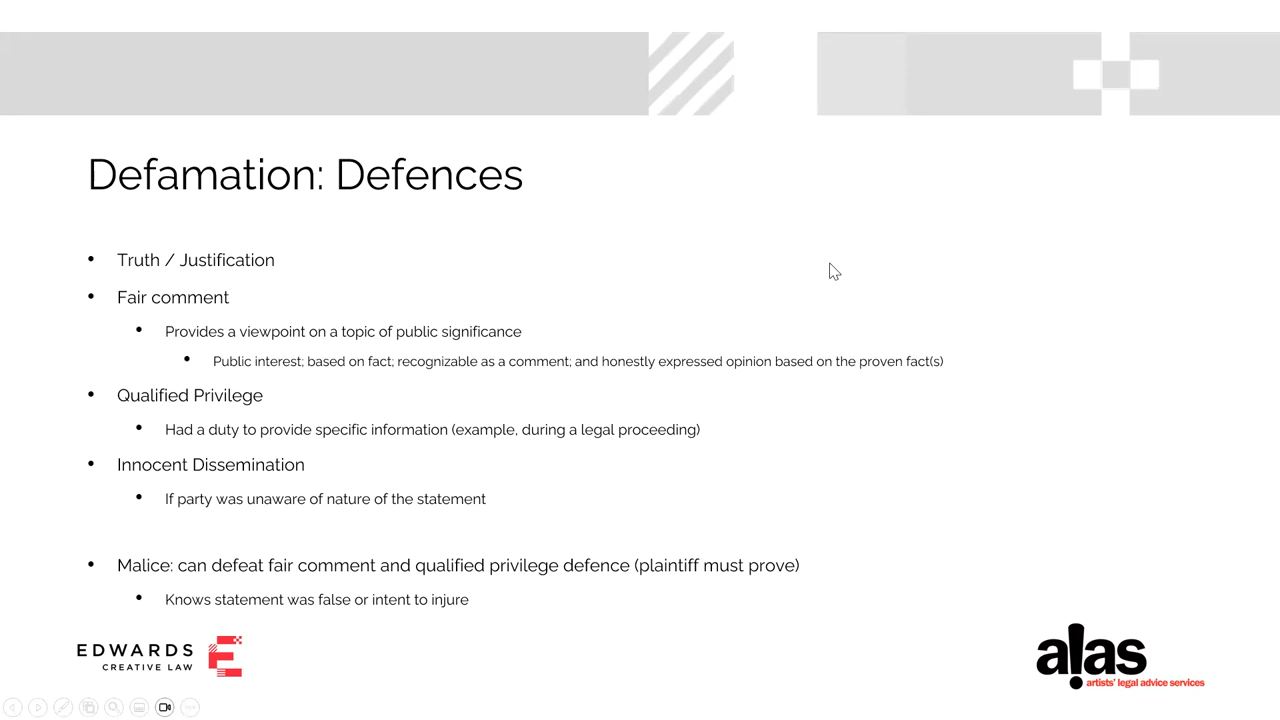 Defamation: Defences
• Truth / Justification
• Fair comment
• Provides a viewpoint on a topic of public significance
• Public interest; based on fact; recognizable as a comment; and honestly expressed opinion based on the proven fact(s)
• Qualified Privilege
• Had a duty to provide specific information (example, during a legal proceeding)
• Innocent Dissemination
• If party was unaware of nature of the statement
• Malice: can defeat fair comment and qualified privilege defence (plaintiff must prove)
• Knows statement was false or intent to injure
EDWARDS
CREATIVE LAW
a!as
artists' legal advice services